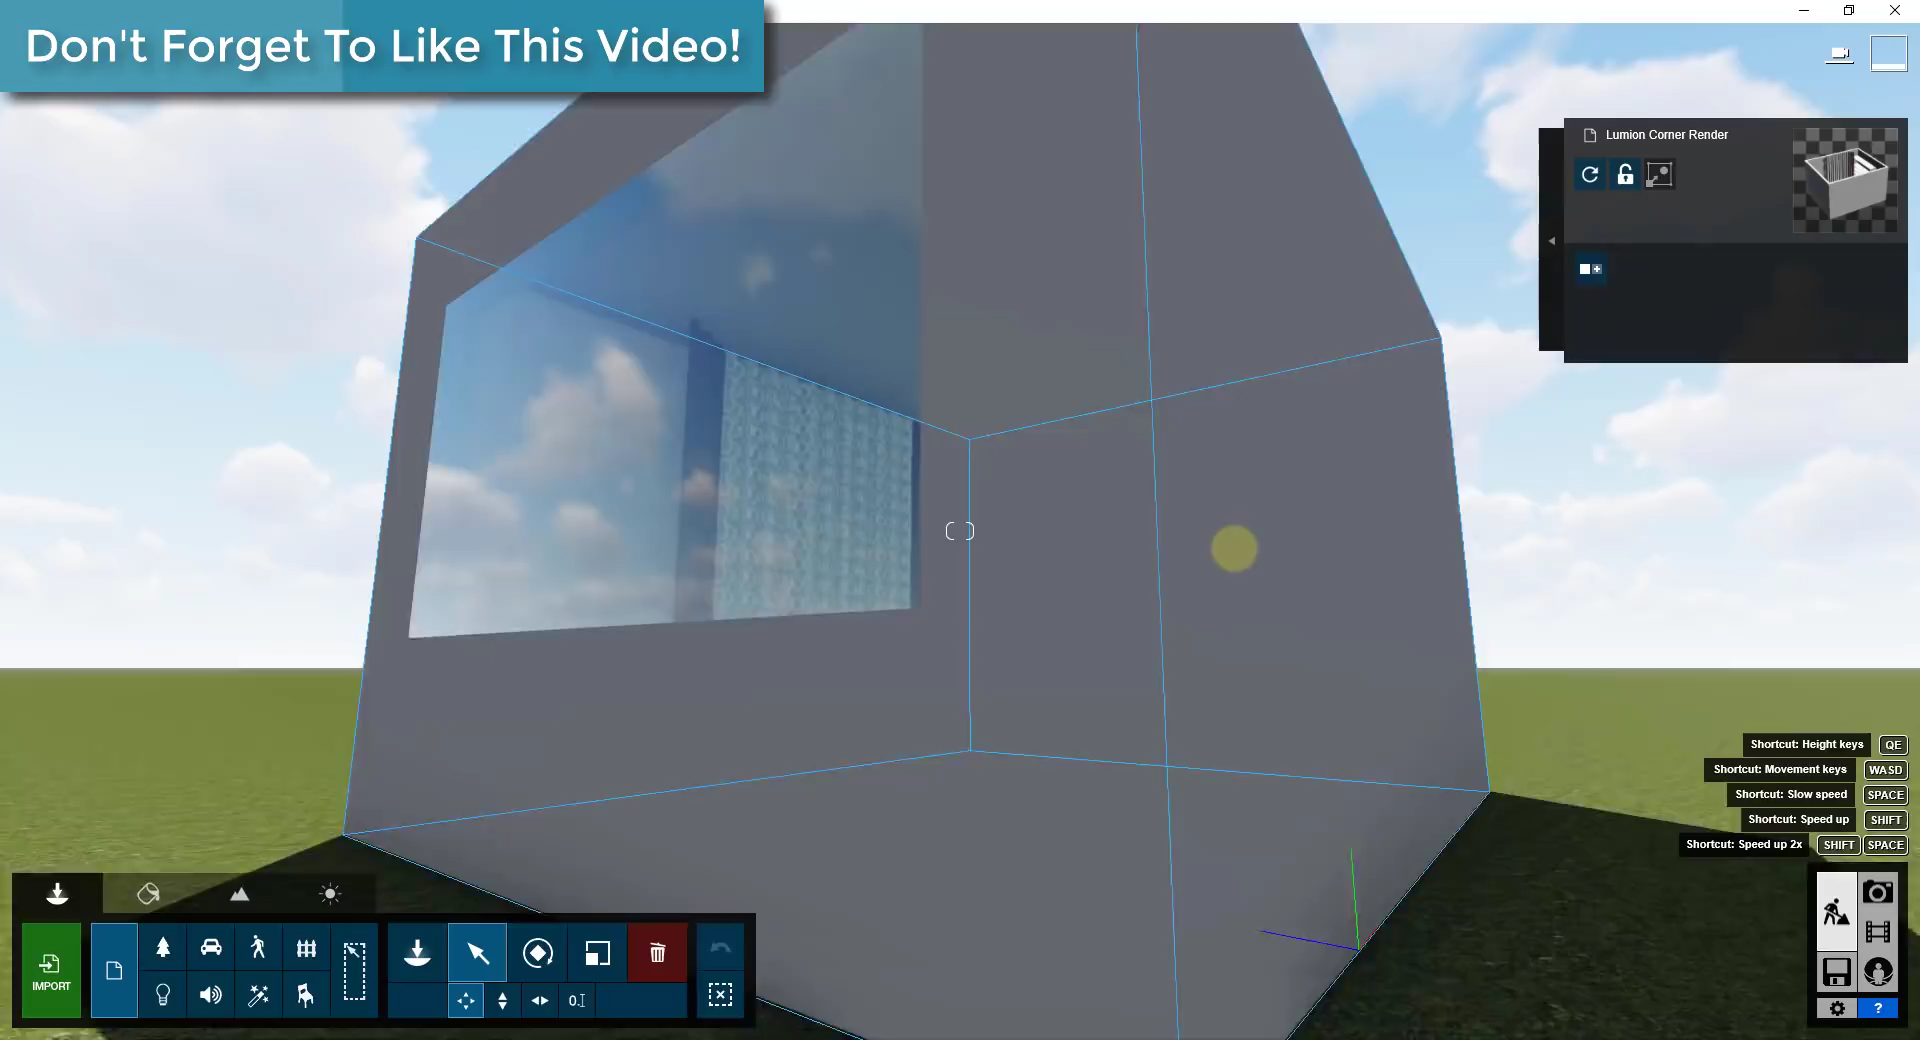 Don't Forget To Like This Video!
Lumion Corner Render
Shortcut: Height keys QE
Shortcut: Movement keys WASD
Shortcut: Slow speed SPACE
Shortcut: Speed up SHIFT
Shortcut: Speed up 2x SHIFT SPACE
IMPORT
?